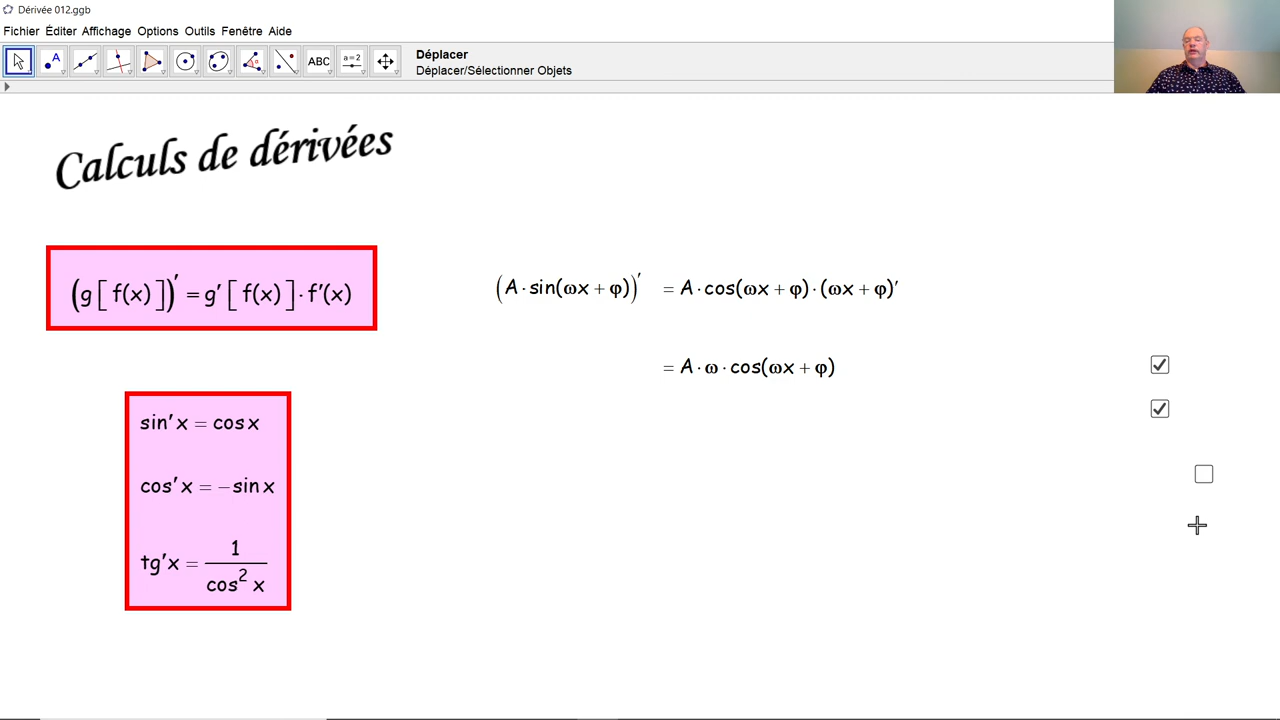 Dérivée 012.ggb
Fichier Éditer Affichage Options Outils Fenêtre Aide
ABC
a=2
Déplacer
Déplacer/Sélectionner Objets
Calculs de dérivées
(g[f(x)])′ = g′[f(x)]·f′(x)
(A·sin(ωx + φ))′ = A·cos(ωx + φ)·(ωx + φ)′
= A·ω·cos(ωx + φ)
sin′x = cos x
cos′x = −sin x
tg′x = 1/cos² x